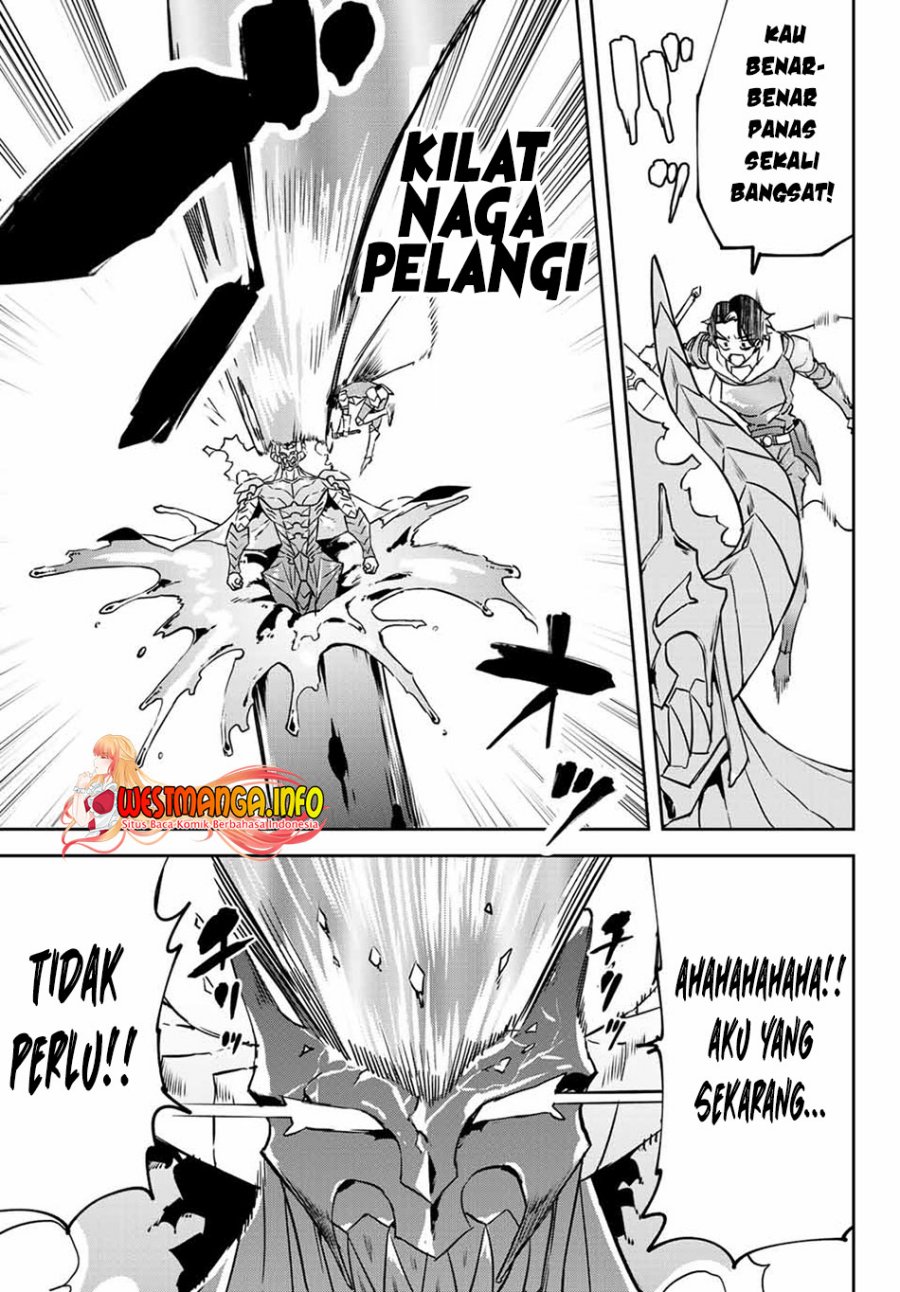 KAU
BENAR-
BENAR
PANAS
SEKALI
BANGSAT!
KILAT
NAGA
PELANGI
WESTMANGA.INFO
Situs Baca Komik Berbahasa Indonesia
AHAHAHAHAHA!!
AKU YANG
SEKARANG...
TIDAK
PERLU!!